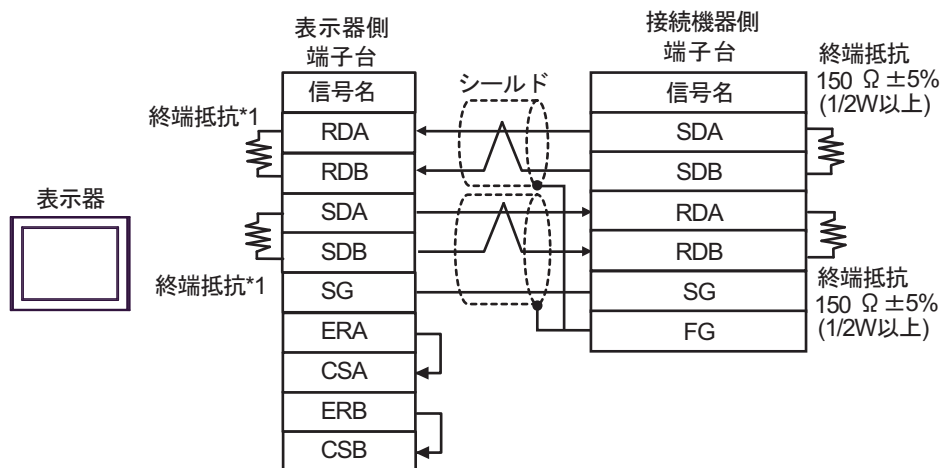 表示器側
端子台
接続機器側
端子台
信号名
RDA
RDB
SDA
SDB
SG
ERA
CSA
ERB
CSB
シールド
信号名
SDA
SDB
RDA
RDB
SG
FG
終端抵抗*1
終端抵抗*1
表示器
終端抵抗
150 Ω ±5%
(1/2W以上)
終端抵抗
150 Ω ±5%
(1/2W以上)